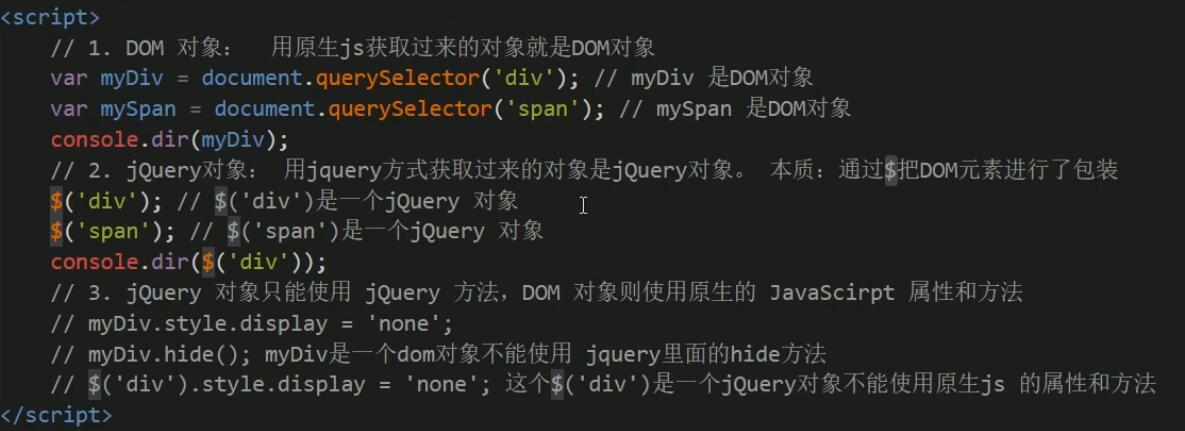 <script>
// 1. DOM 对象： 用原生js获取过来的对象就是DOM对象
var myDiv = document.querySelector('div'); // myDiv 是DOM对象
var mySpan = document.querySelector('span'); // mySpan 是DOM对象
console.dir(myDiv);
// 2. jQuery对象： 用jquery方式获取过来的对象是jQuery对象。 本质：通过$把DOM元素进行了包装
$('div'); // $('div')是一个jQuery 对象
$('span'); // $('span')是一个jQuery 对象
console.dir($('div'));
// 3. jQuery 对象只能使用 jQuery 方法，DOM 对象则使用原生的 JavaScirpt 属性和方法
// myDiv.style.display = 'none';
// myDiv.hide(); myDiv是一个dom对象不能使用 jquery里面的hide方法
// $('div').style.display = 'none'; 这个$('div')是一个jQuery对象不能使用原生js 的属性和方法
</script>